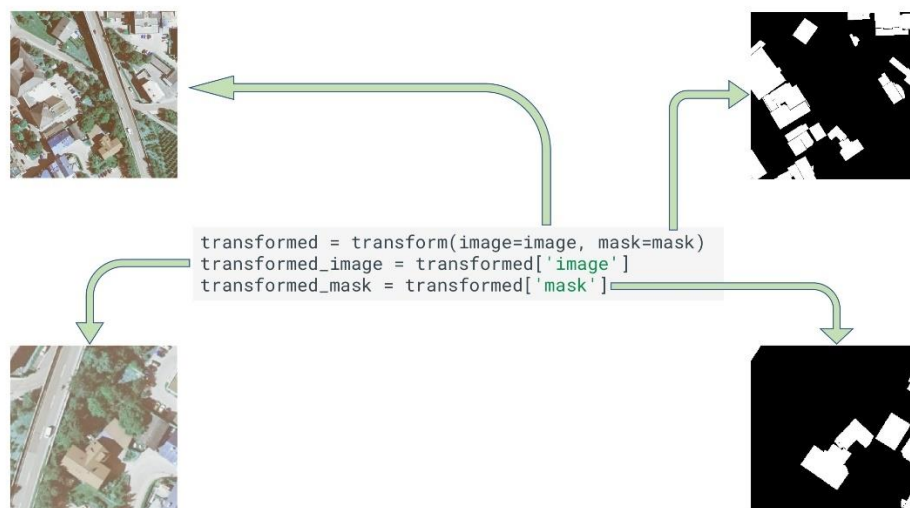 transformed = transform(image=image, mask=mask)
transformed_image = transformed['image']
transformed_mask = transformed['mask']